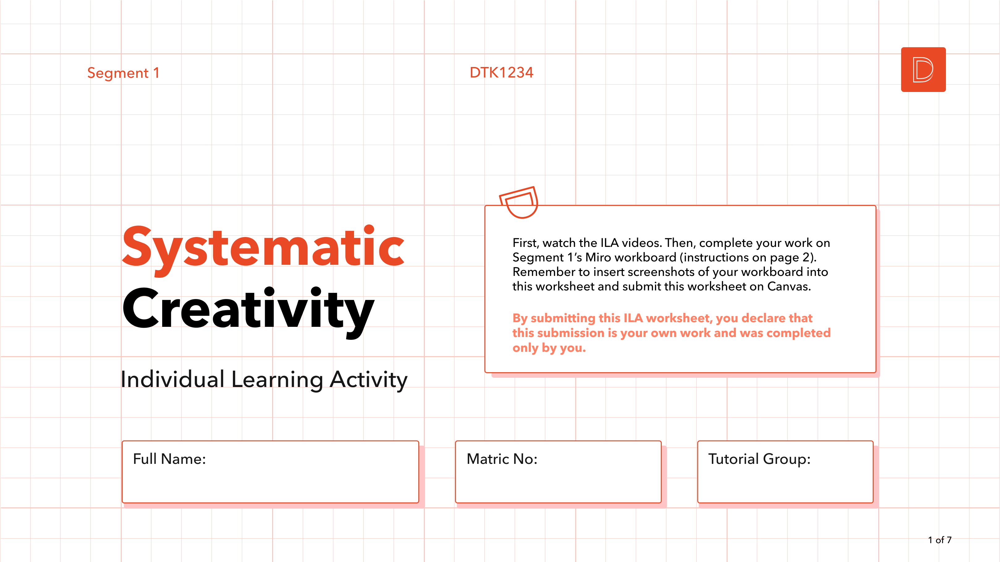 Segment 1
DTK1234
D
Systematic
Creativity
Individual Learning Activity
First, watch the ILA videos. Then, complete your work on
Segment 1’s Miro workboard (instructions on page 2).
Remember to insert screenshots of your workboard into
this worksheet and submit this worksheet on Canvas.
By submitting this ILA worksheet, you declare that
this submission is your own work and was completed
only by you.
Full Name:
Matric No:
Tutorial Group:
1 of 7